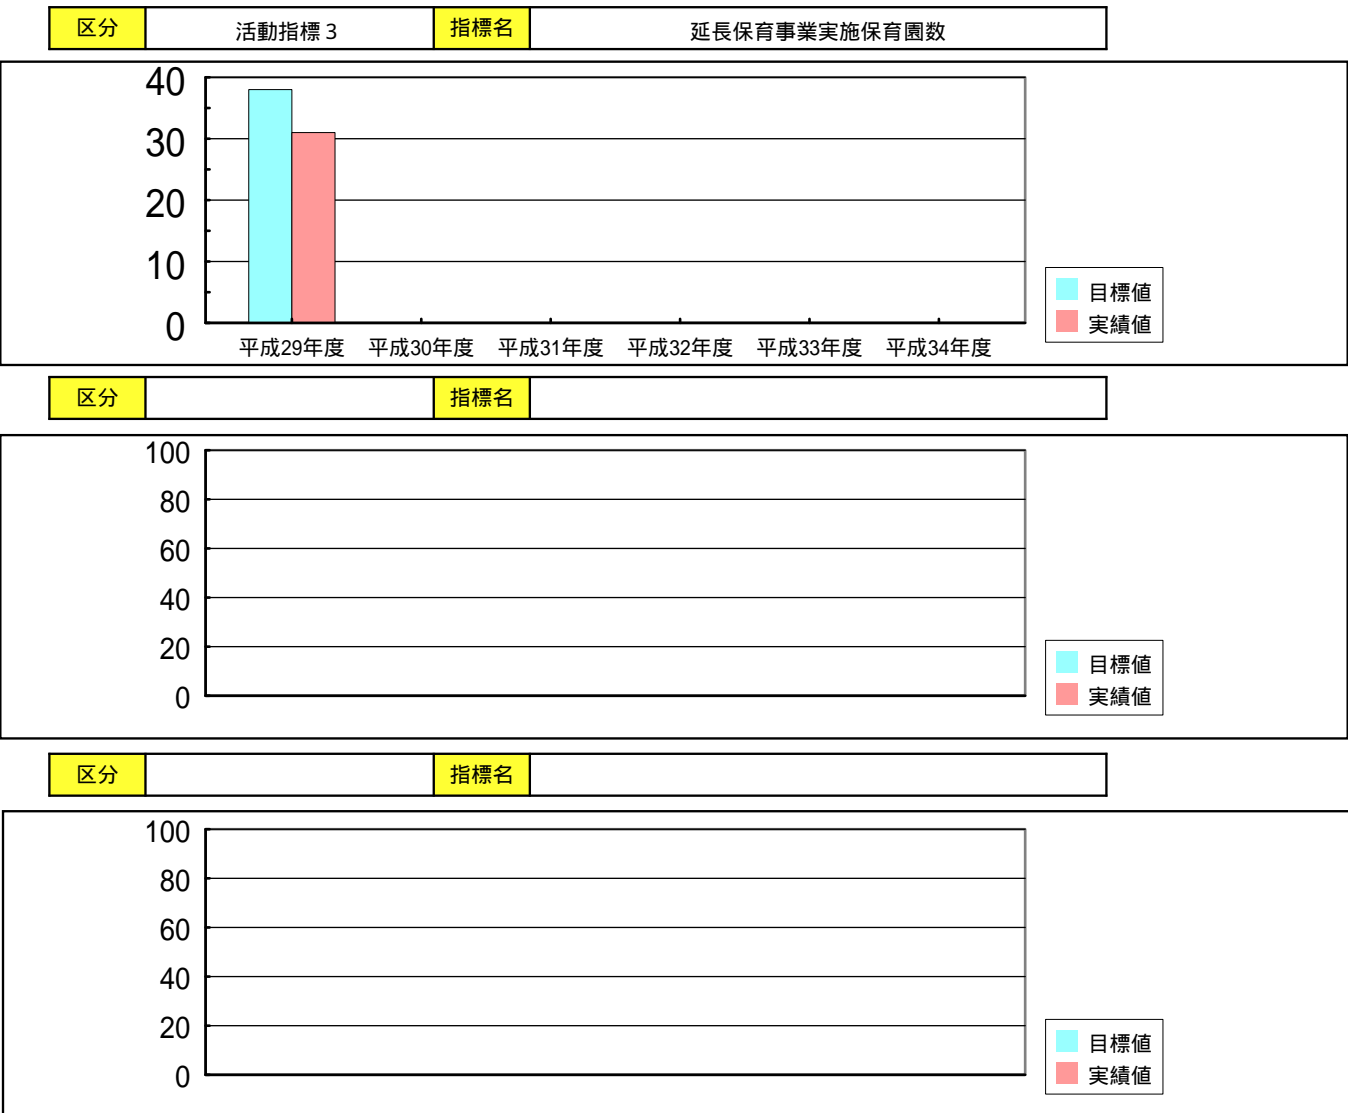 区分 活動指標3 指標名 延長保育事業実施保育園数
40
30
20
10
0
平成29年度 平成30年度 平成31年度 平成32年度 平成33年度 平成34年度
目標値
実績値
区分 指標名
100
80
60
40
20
0
目標値
実績値
区分 指標名
100
80
60
40
20
0
目標値
実績値